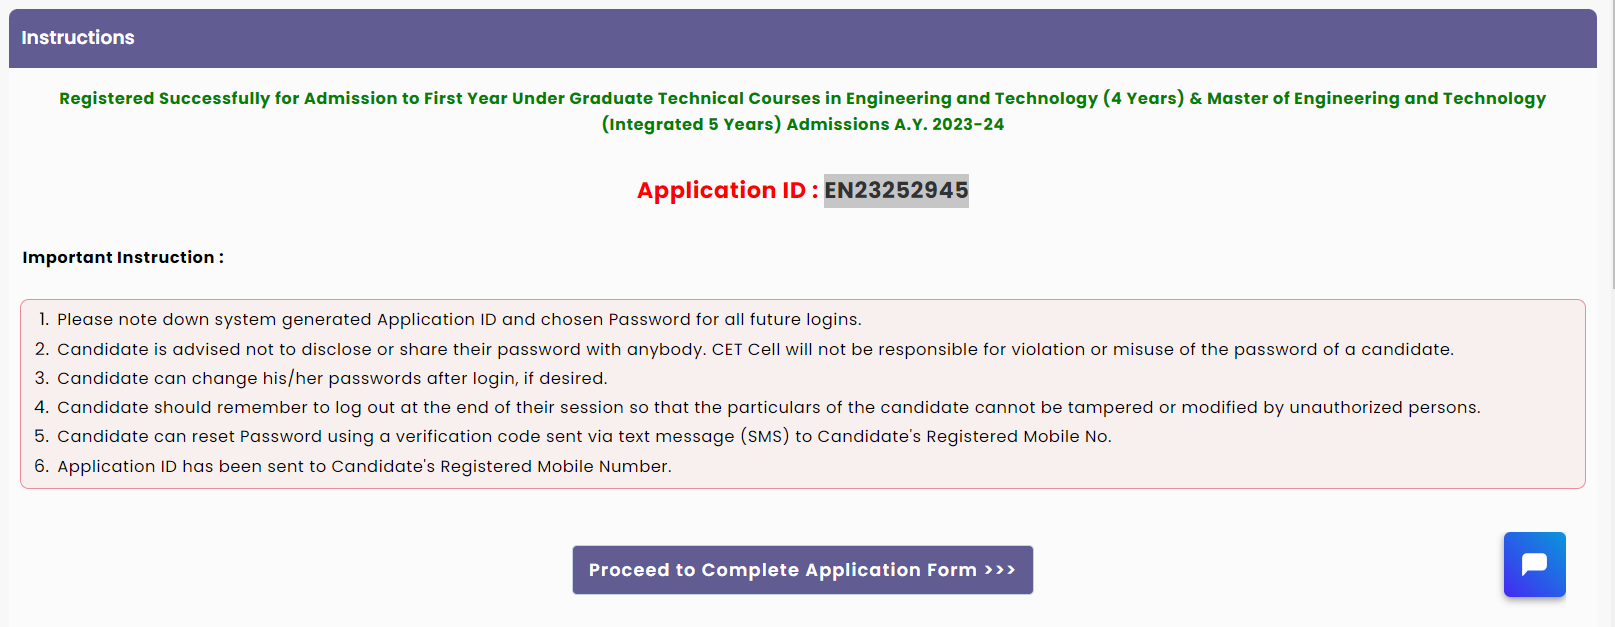 Instructions
Registered Successfully for Admission to First Year Under Graduate Technical Courses in Engineering and Technology (4 Years) & Master of Engineering and Technology
(Integrated 5 Years) Admissions A.Y. 2023-24
Application ID : EN23252945
Important Instruction :
1. Please note down system generated Application ID and chosen Password for all future logins.
2. Candidate is advised not to disclose or share their password with anybody. CET Cell will not be responsible for violation or misuse of the password of a candidate.
3. Candidate can change his/her passwords after login, if desired.
4. Candidate should remember to log out at the end of their session so that the particulars of the candidate cannot be tampered or modified by unauthorized persons.
5. Candidate can reset Password using a verification code sent via text message (SMS) to Candidate's Registered Mobile No.
6. Application ID has been sent to Candidate's Registered Mobile Number.
Proceed to Complete Application Form >>>